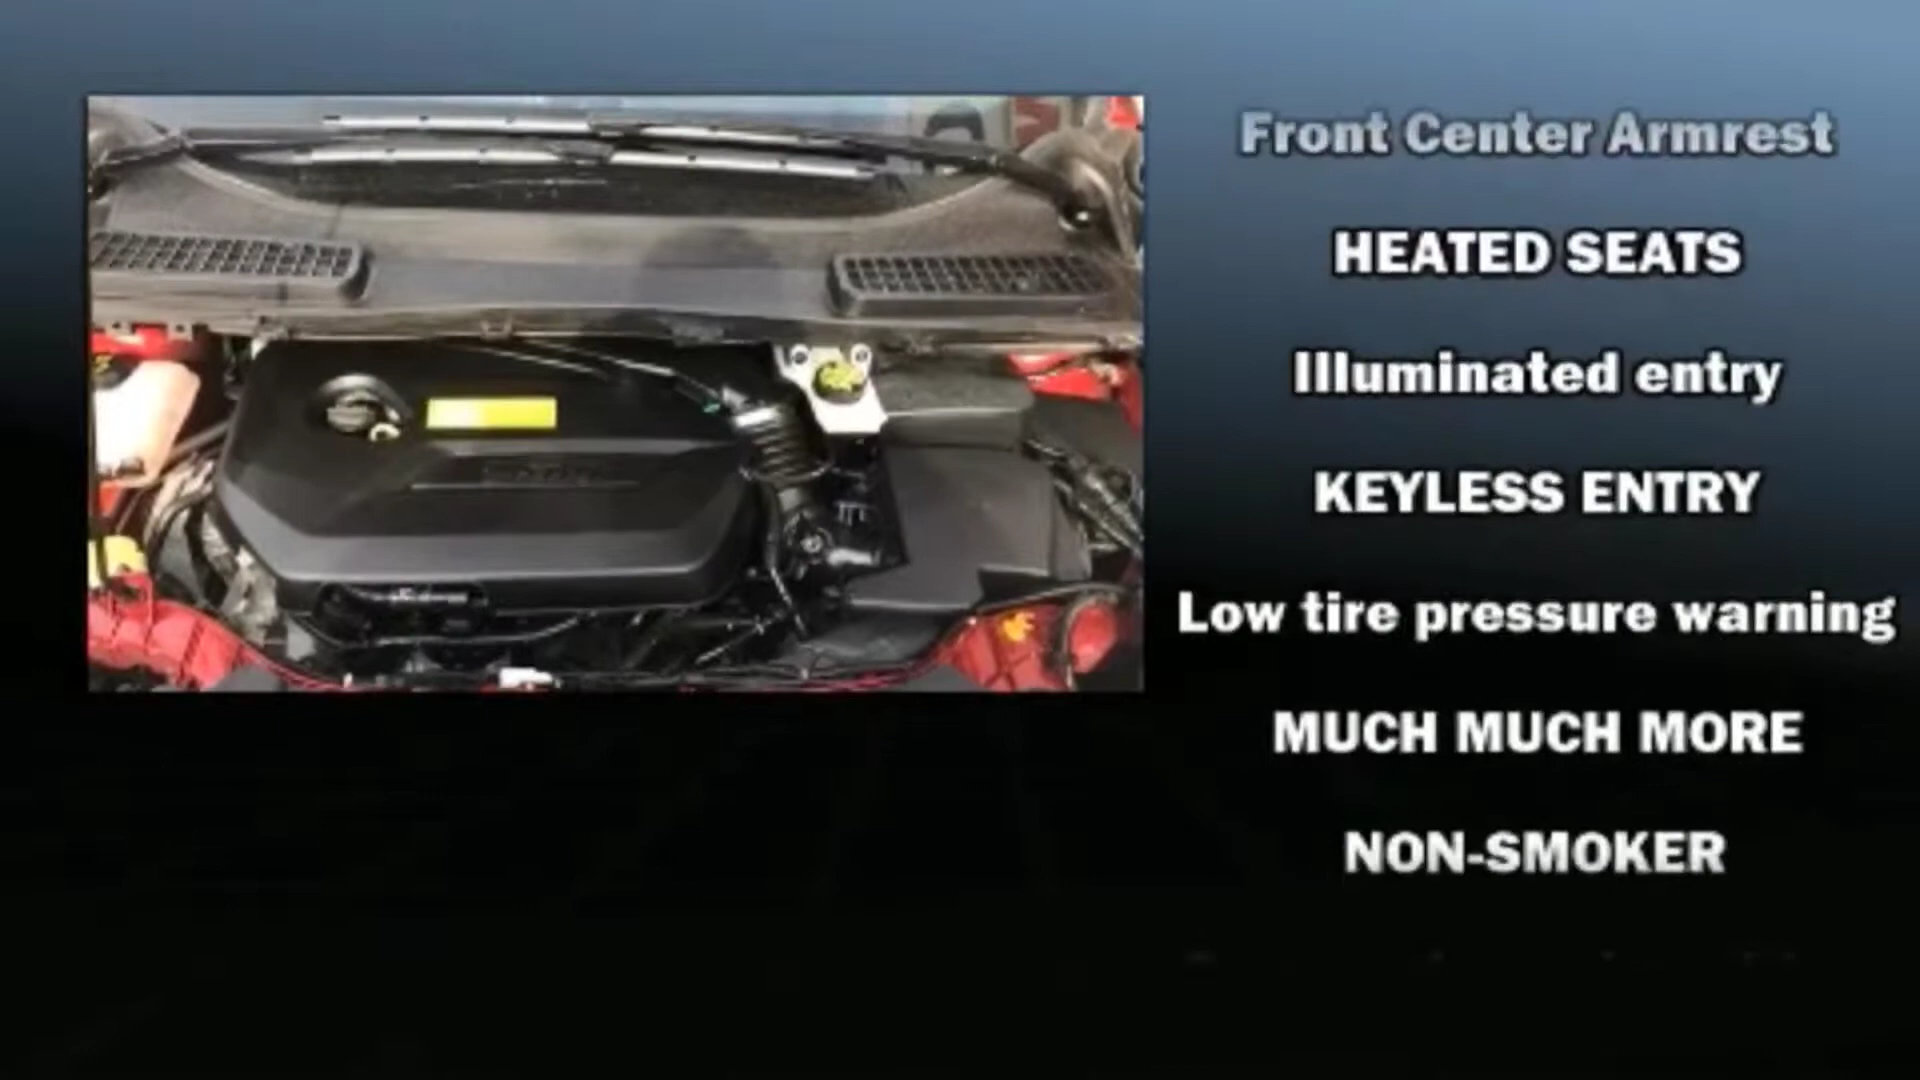 Front Center Armrest
HEATED SEATS
Illuminated entry
KEYLESS ENTRY
Low tire pressure warning
MUCH MUCH MORE
NON-SMOKER